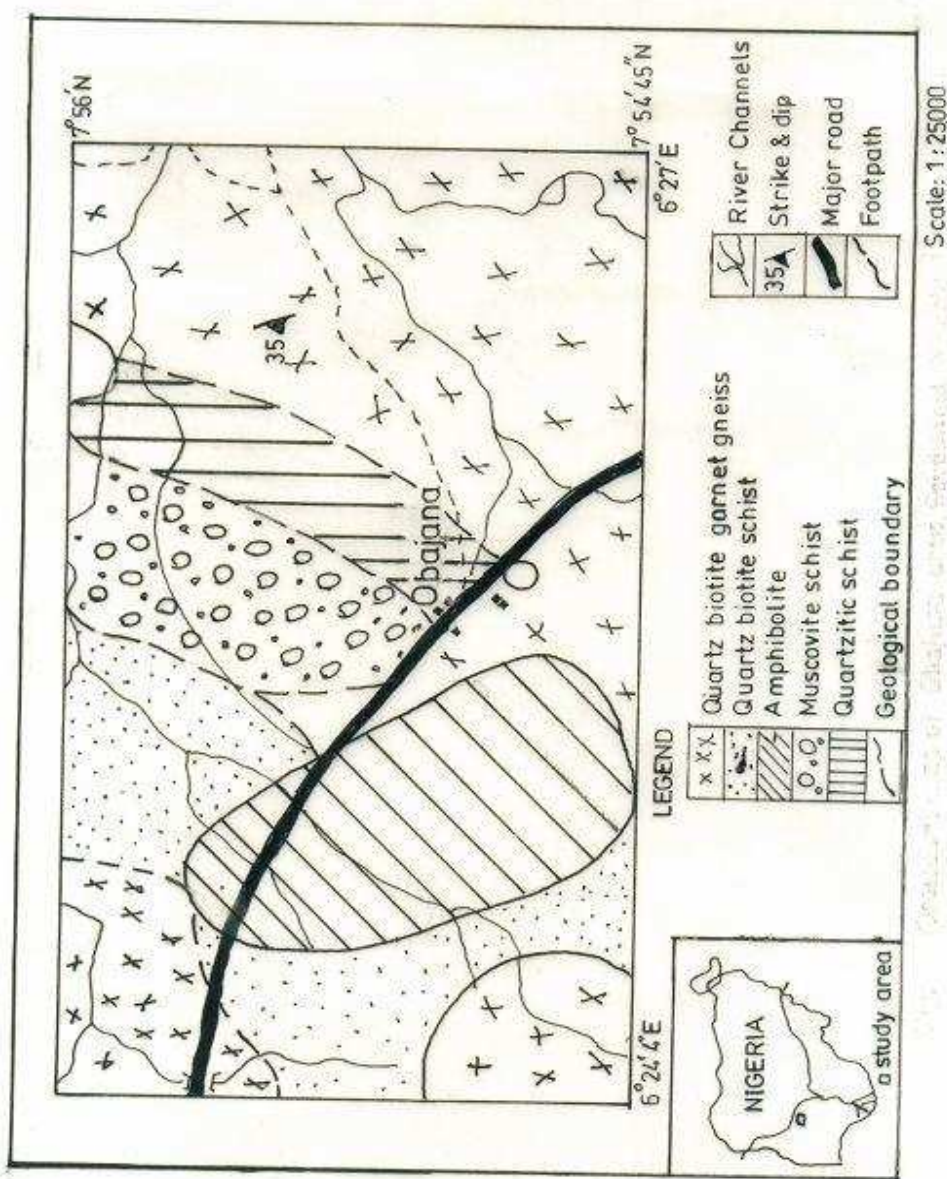 7°56'N
35
Obajana
7°54'45"N
6°24'4"E
6°27'E
LEGEND
x x x Quartz biotite garnet gneiss
Quartz biotite schist
Amphibolite
Muscovite schist
Quartzitic schist
Geological boundary
River Channels
35 Strike & dip
Major road
Footpath
NIGERIA
a study area
Scale: 1:25000